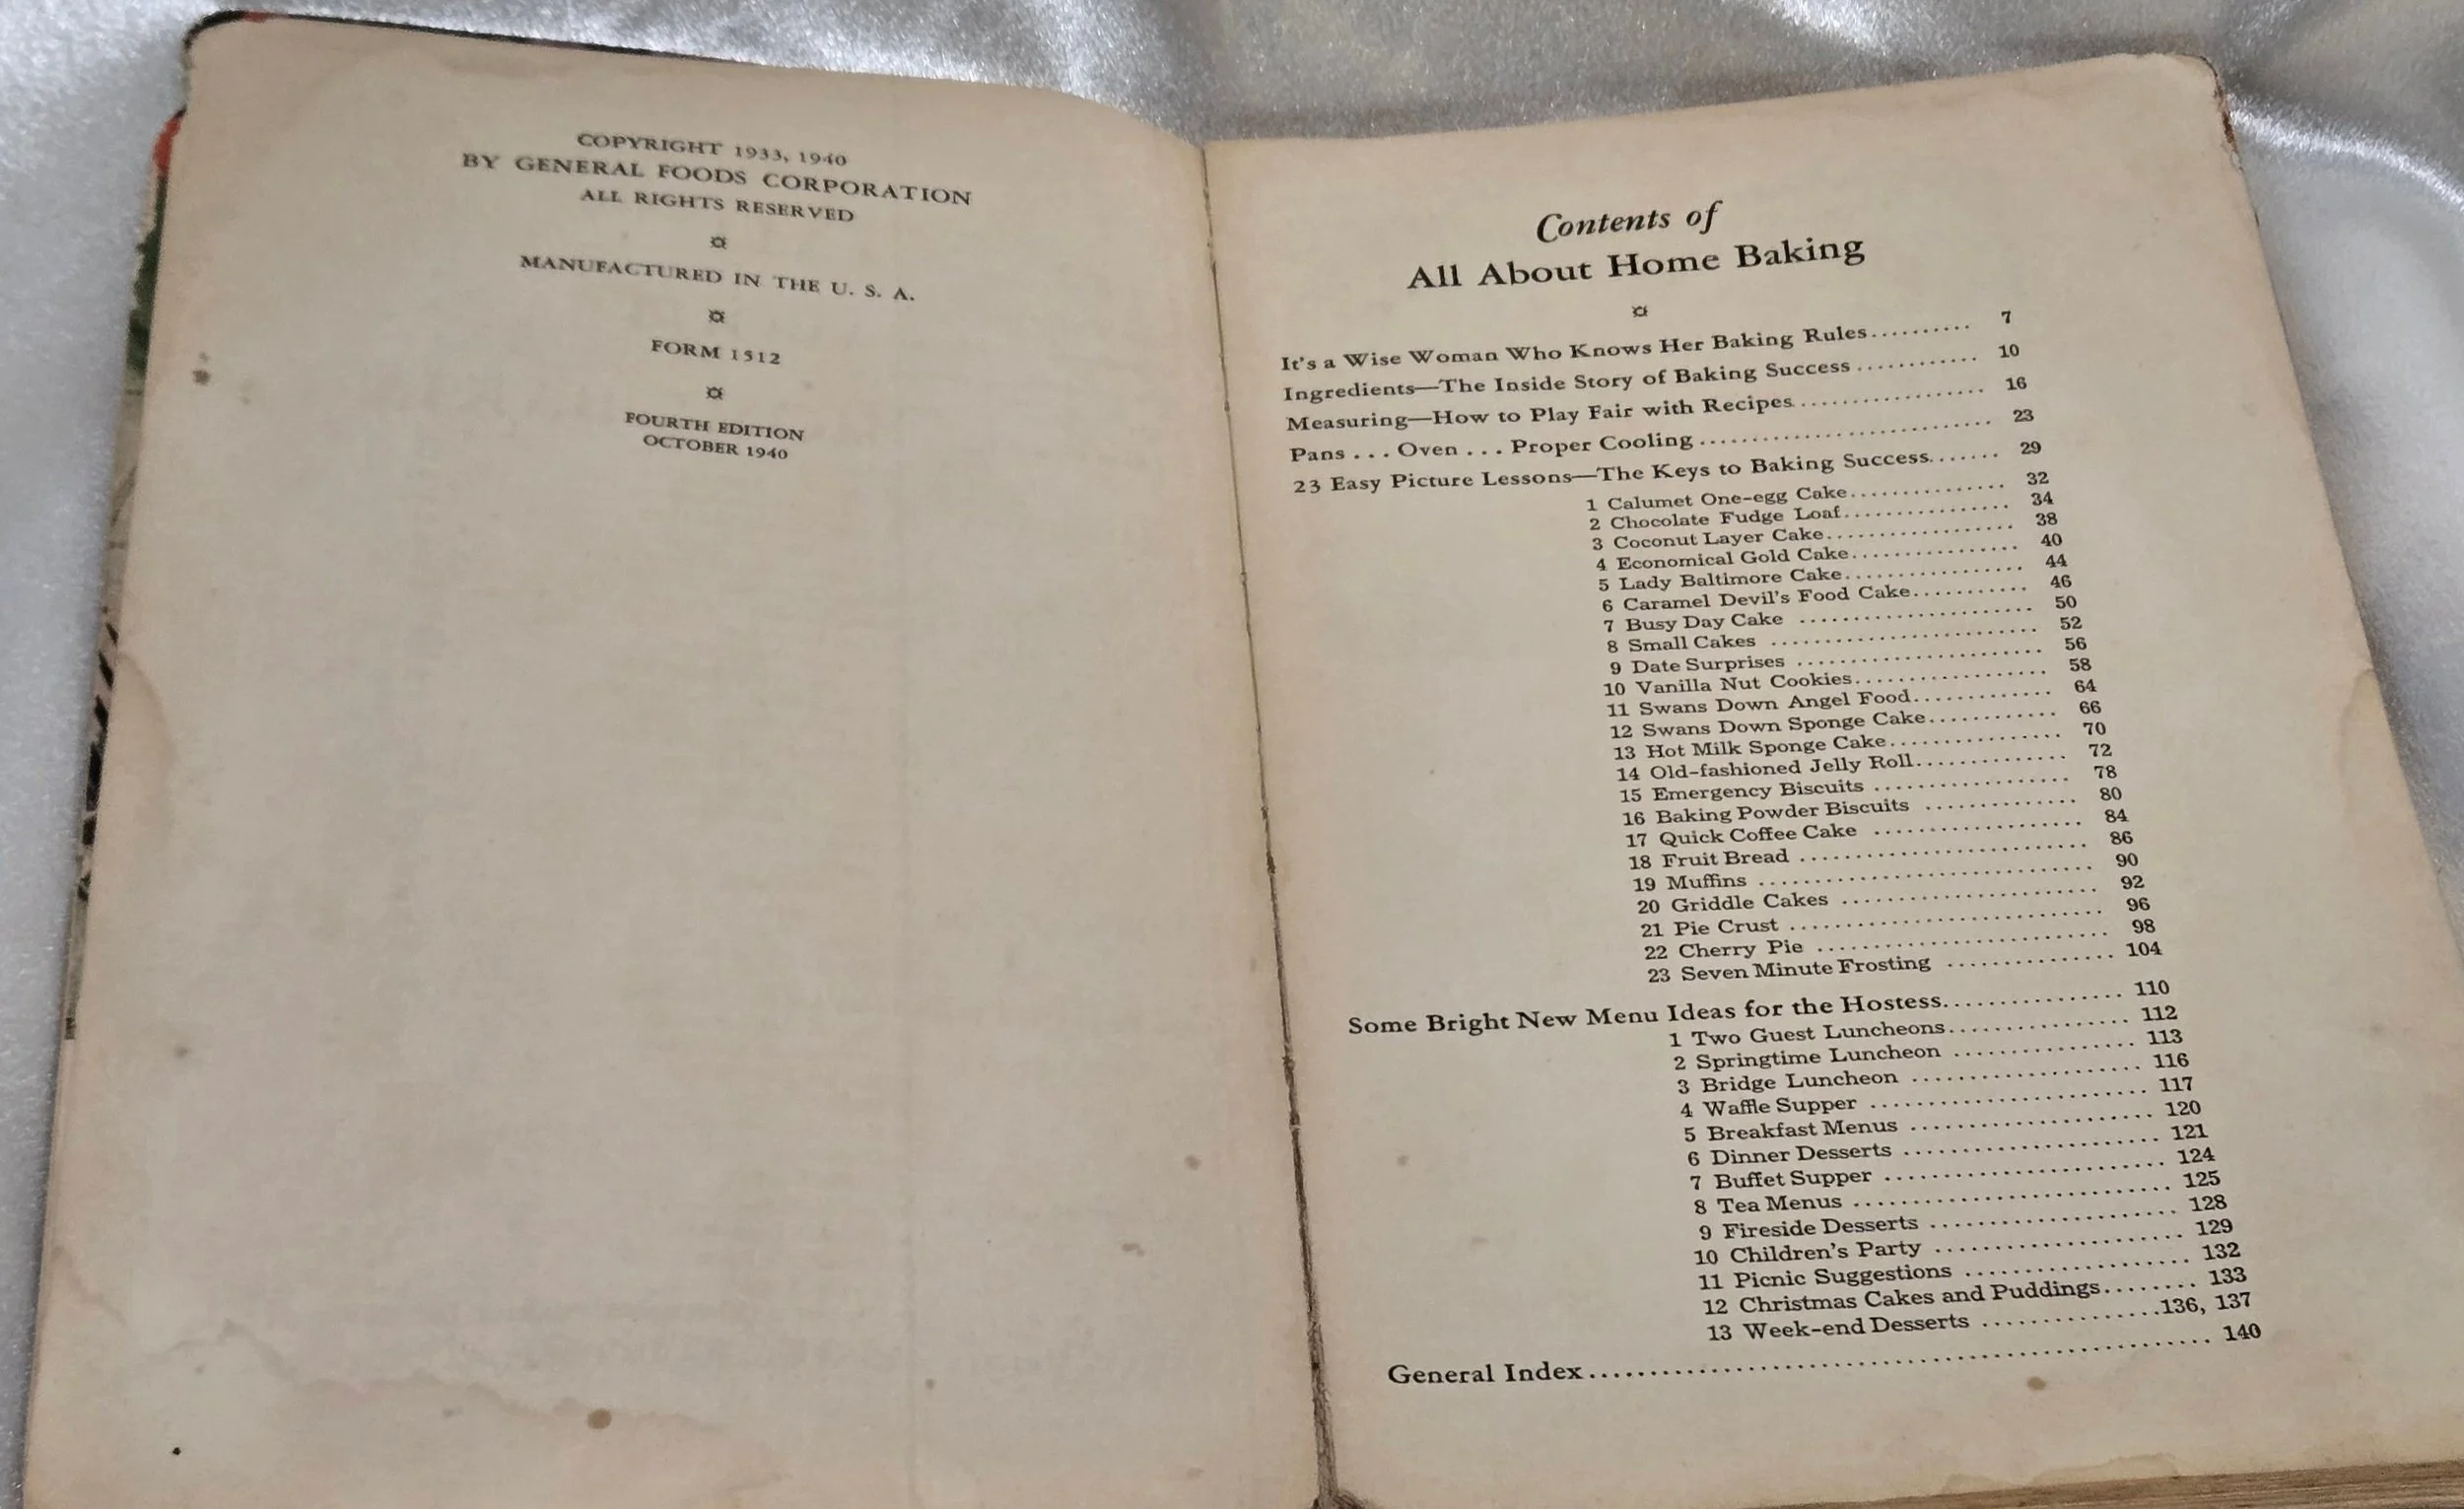 COPYRIGHT 1933, 1940
BY GENERAL FOODS CORPORATION
ALL RIGHTS RESERVED
MANUFACTURED IN THE U. S. A.
FORM 1512
FOURTH EDITION
OCTOBER 1940
Contents of
All About Home Baking
It's a Wise Woman Who Knows Her Baking Rules.......... 7
Ingredients—The Inside Story of Baking Success ........... 10
Measuring—How to Play Fair with Recipes................. 16
Pans . . . Oven . . . Proper Cooling .......................... 23
23 Easy Picture Lessons—The Keys to Baking Success....... 29
1 Calumet One-egg Cake............... 32
2 Chocolate Fudge Loaf................ 34
3 Coconut Layer Cake................. 38
4 Economical Gold Cake............... 40
5 Lady Baltimore Cake................ 44
6 Caramel Devil's Food Cake........... 46
7 Busy Day Cake ..................... 50
8 Small Cakes ........................ 52
9 Date Surprises ...................... 56
10 Vanilla Nut Cookies................. 58
11 Swans Down Angel Food............. 64
12 Swans Down Sponge Cake............ 66
13 Hot Milk Sponge Cake............... 70
14 Old-fashioned Jelly Roll.............. 72
15 Emergency Biscuits ................. 78
16 Baking Powder Biscuits .............. 80
17 Quick Coffee Cake .................. 84
18 Fruit Bread ......................... 86
19 Muffins ............................. 90
20 Griddle Cakes ...................... 92
21 Pie Crust ........................... 96
22 Cherry Pie .......................... 98
23 Seven Minute Frosting ............... 104
Some Bright New Menu Ideas for the Hostess................ 110
1 Two Guest Luncheons................ 112
2 Springtime Luncheon ................ 113
3 Bridge Luncheon .................... 116
4 Waffle Supper ....................... 117
5 Breakfast Menus .................... 120
6 Dinner Desserts ..................... 121
7 Buffet Supper ....................... 124
8 Tea Menus .......................... 125
9 Fireside Desserts .................... 128
10 Children's Party .................... 129
11 Picnic Suggestions .................. 132
12 Christmas Cakes and Puddings........ 133
13 Week-end Desserts ...............136, 137
General Index...................................................... 140